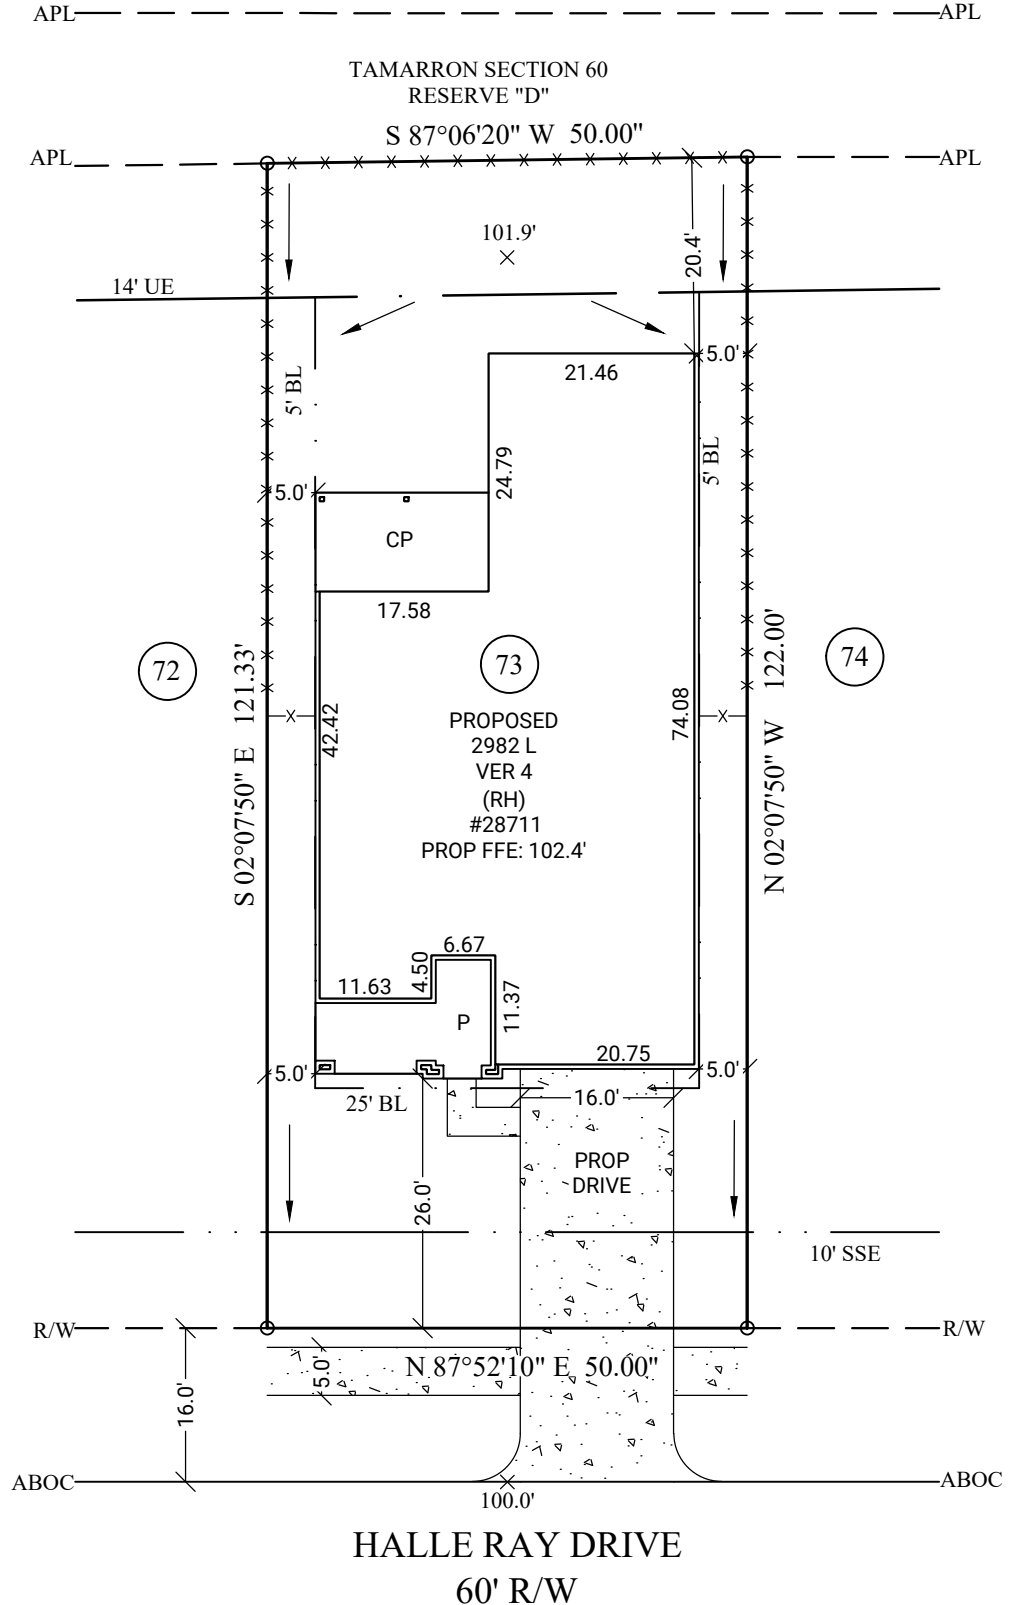 APL APL
TAMARRON SECTION 60
RESERVE "D"
S 87°06'20" W 50.00"
APL APL
101.9'
20.4'
14' UE
5.0'
21.46
5' BL
5' BL
24.79
5.0'
CP
17.58
72
73
74
S 02°07'50" E 121.33'
N 02°07'50" W 122.00'
X
X
42.42
74.08
PROPOSED
2982 L
VER 4
(RH)
#28711
PROP FFE: 102.4'
6.67
4.50
11.63
11.37
P
20.75
5.0'
5.0'
25' BL
16.0'
PROP
DRIVE
26.0'
10' SSE
R/W R/W
N 87°52'10" E 50.00"
5.0'
16.0'
ABOC ABOC
100.0'
HALLE RAY DRIVE
60' R/W